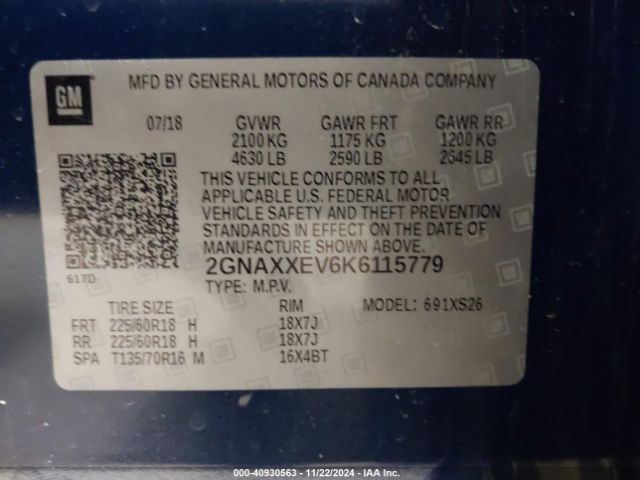 GM
MFD BY GENERAL MOTORS OF CANADA COMPANY
07/18 GVWR GAWR FRT GAWR RR
2100 KG 1175 KG 1200 KG
4630 LB 2590 LB 2645 LB
THIS VEHICLE CONFORMS TO ALL
APPLICABLE U.S. FEDERAL MOTOR
VEHICLE SAFETY AND THEFT PREVENTION
STANDARDS IN EFFECT ON THE DATE OF
MANUFACTURE SHOWN ABOVE.
617D
2GNAXXEV6K6115779
TYPE: M.P.V.
TIRE SIZE RIM MODEL: 691XS26
FRT 225/60R18 H 18X7J
RR 225/60R18 H 18X7J
SPA T135/70R16 M 16X4BT
000-40930563 - 11/22/2024 - IAA Inc.